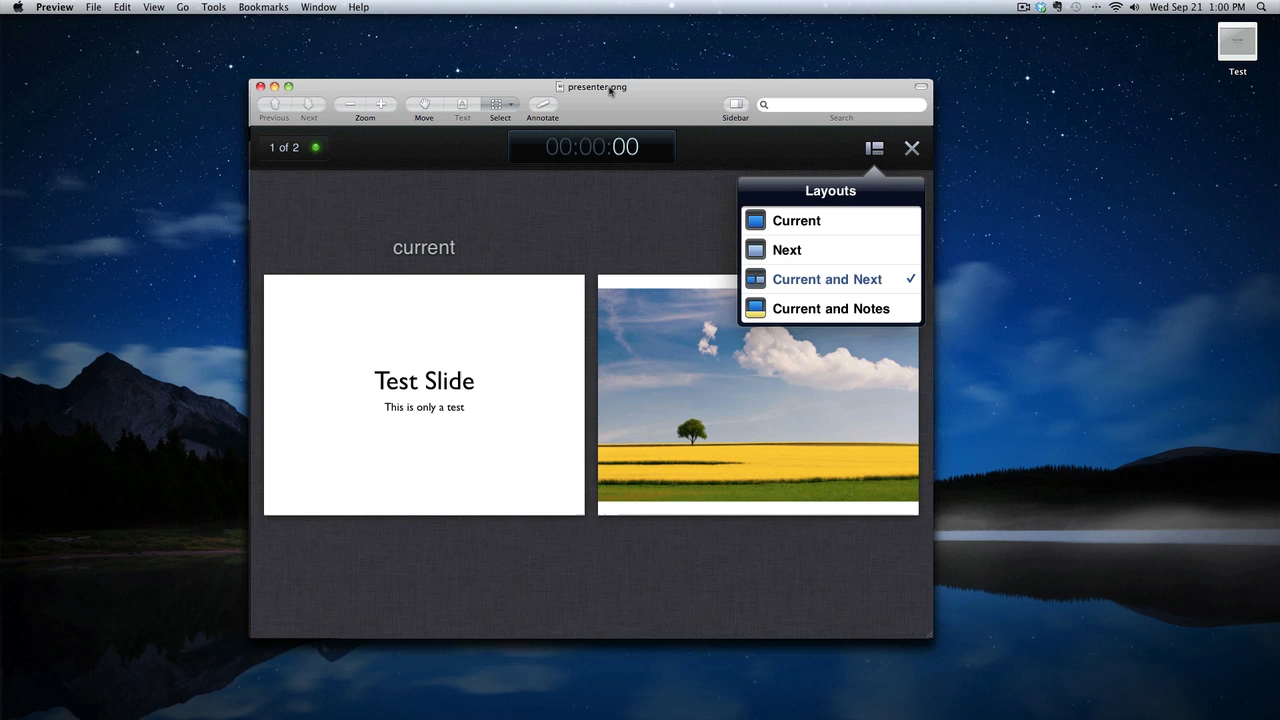 Preview File Edit View Go Tools Bookmarks Window Help
Wed Sep 21 1:00 PM
Test
presenter.png
Previous Next Zoom Move Text Select Annotate Sidebar Search
1 of 2
00:00:00
Layouts
Current
Next
Current and Next
Current and Notes
current
Test Slide
This is only a test